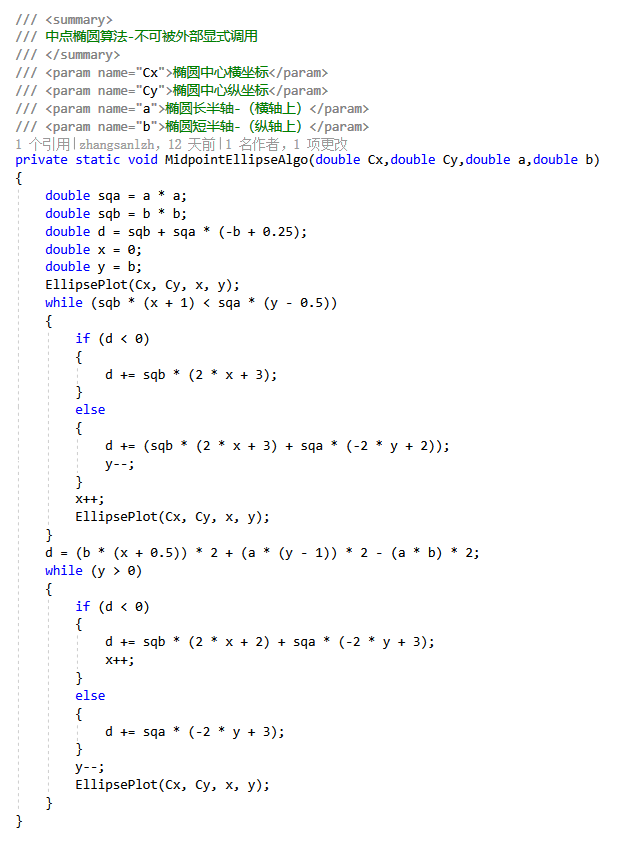 /// <summary>
/// 中点椭圆算法-不可被外部显式调用
/// </summary>
/// <param name="Cx">椭圆中心横坐标</param>
/// <param name="Cy">椭圆中心纵坐标</param>
/// <param name="a">椭圆长半轴-（横轴上）</param>
/// <param name="b">椭圆短半轴-（纵轴上）</param>
1 个引用|zhangsanlzh，12 天前|1 名作者，1 项更改
private static void MidpointEllipseAlgo(double Cx,double Cy,double a,double b)
{
    double sqa = a * a;
    double sqb = b * b;
    double d = sqb + sqa * (-b + 0.25);
    double x = 0;
    double y = b;
    EllipsePlot(Cx, Cy, x, y);
    while (sqb * (x + 1) < sqa * (y - 0.5))
    {
        if (d < 0)
        {
            d += sqb * (2 * x + 3);
        }
        else
        {
            d += (sqb * (2 * x + 3) + sqa * (-2 * y + 2));
            y--;
        }
        x++;
        EllipsePlot(Cx, Cy, x, y);
    }
    d = (b * (x + 0.5)) * 2 + (a * (y - 1)) * 2 - (a * b) * 2;
    while (y > 0)
    {
        if (d < 0)
        {
            d += sqb * (2 * x + 2) + sqa * (-2 * y + 3);
            x++;
        }
        else
        {
            d += sqa * (-2 * y + 3);
        }
        y--;
        EllipsePlot(Cx, Cy, x, y);
    }
}